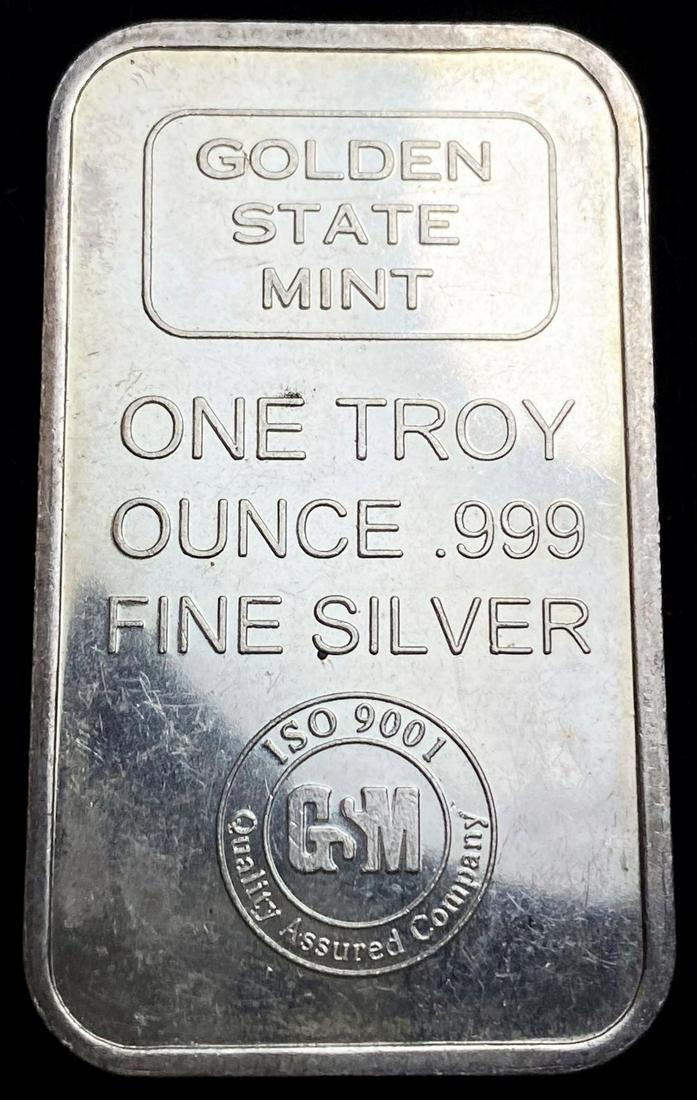 GOLDEN
STATE
MINT
ONE TROY
OUNCE .999
FINE SILVER
ISO 9001
GSM
Quality Assured Company